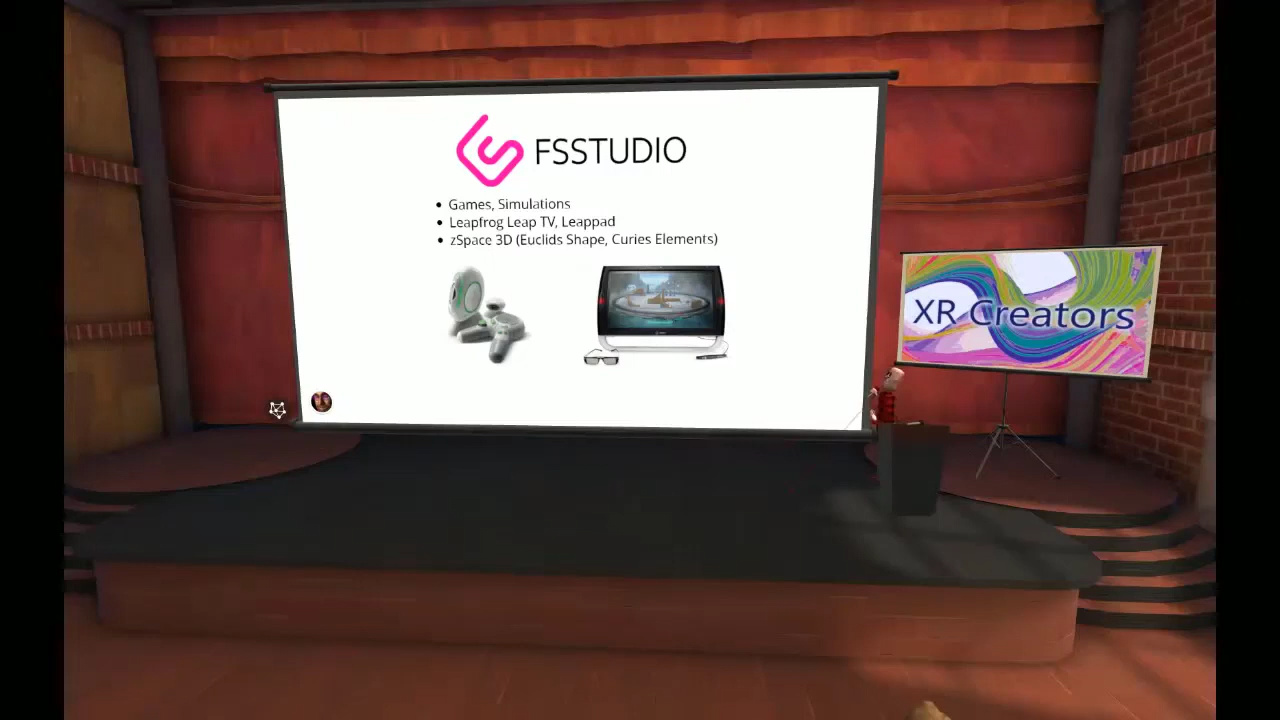 FSSTUDIO
• Games, Simulations
• Leapfrog Leap TV, Leappad
• zSpace 3D (Euclids Shape, Curies Elements)
XR Creators